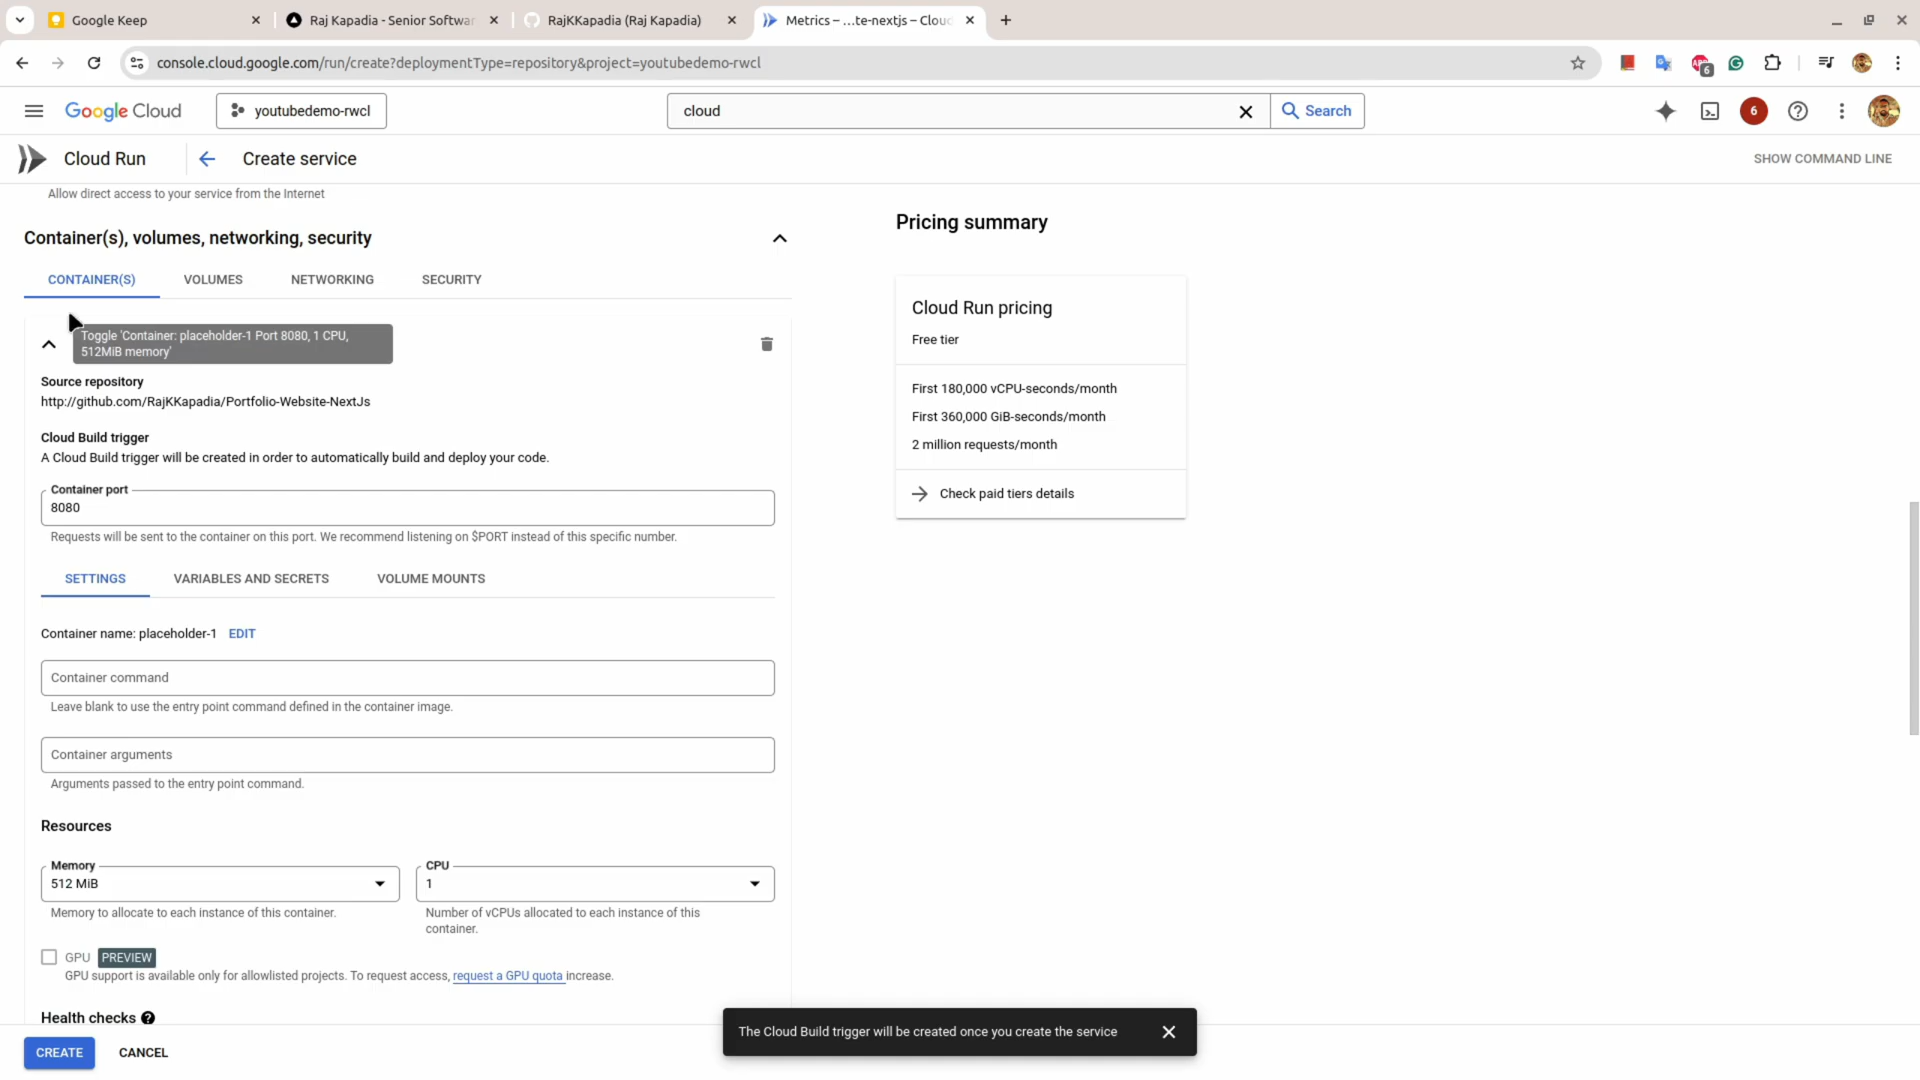 Google Keep
Raj Kapadia - Senior Softwar
RajKKapadia (Raj Kapadia)
Metrics – ...te-nextjs – Cloud
console.cloud.google.com/run/create?deploymentType=repository&project=youtubedemo-rwcl
6
Google Cloud
youtubedemo-rwcl
cloud
Search
6
Cloud Run
Create service
SHOW COMMAND LINE
Allow direct access to your service from the Internet
Container(s), volumes, networking, security
CONTAINER(S)
VOLUMES
NETWORKING
SECURITY
Toggle 'Container: placeholder-1 Port 8080, 1 CPU,
512MiB memory'
Source repository
http://github.com/RajKKapadia/Portfolio-Website-NextJs
Cloud Build trigger
A Cloud Build trigger will be created in order to automatically build and deploy your code.
Container port
8080
Requests will be sent to the container on this port. We recommend listening on $PORT instead of this specific number.
SETTINGS
VARIABLES AND SECRETS
VOLUME MOUNTS
Container name: placeholder-1 EDIT
Container command
Leave blank to use the entry point command defined in the container image.
Container arguments
Arguments passed to the entry point command.
Resources
Memory
512 MiB
Memory to allocate to each instance of this container.
CPU
1
Number of vCPUs allocated to each instance of this
container.
GPU PREVIEW
GPU support is available only for allowlisted projects. To request access, request a GPU quota increase.
Health checks
CREATE
CANCEL
Pricing summary
Cloud Run pricing
Free tier
First 180,000 vCPU-seconds/month
First 360,000 GiB-seconds/month
2 million requests/month
Check paid tiers details
The Cloud Build trigger will be created once you create the service